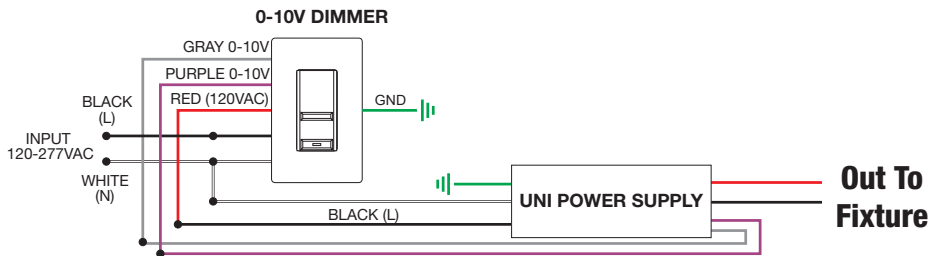 0-10V DIMMER
GRAY 0-10V
PURPLE 0-10V
RED (120VAC)
GND
BLACK
(L)
INPUT
120-277VAC
WHITE
(N)
BLACK (L)
UNI POWER SUPPLY
Out To
Fixture